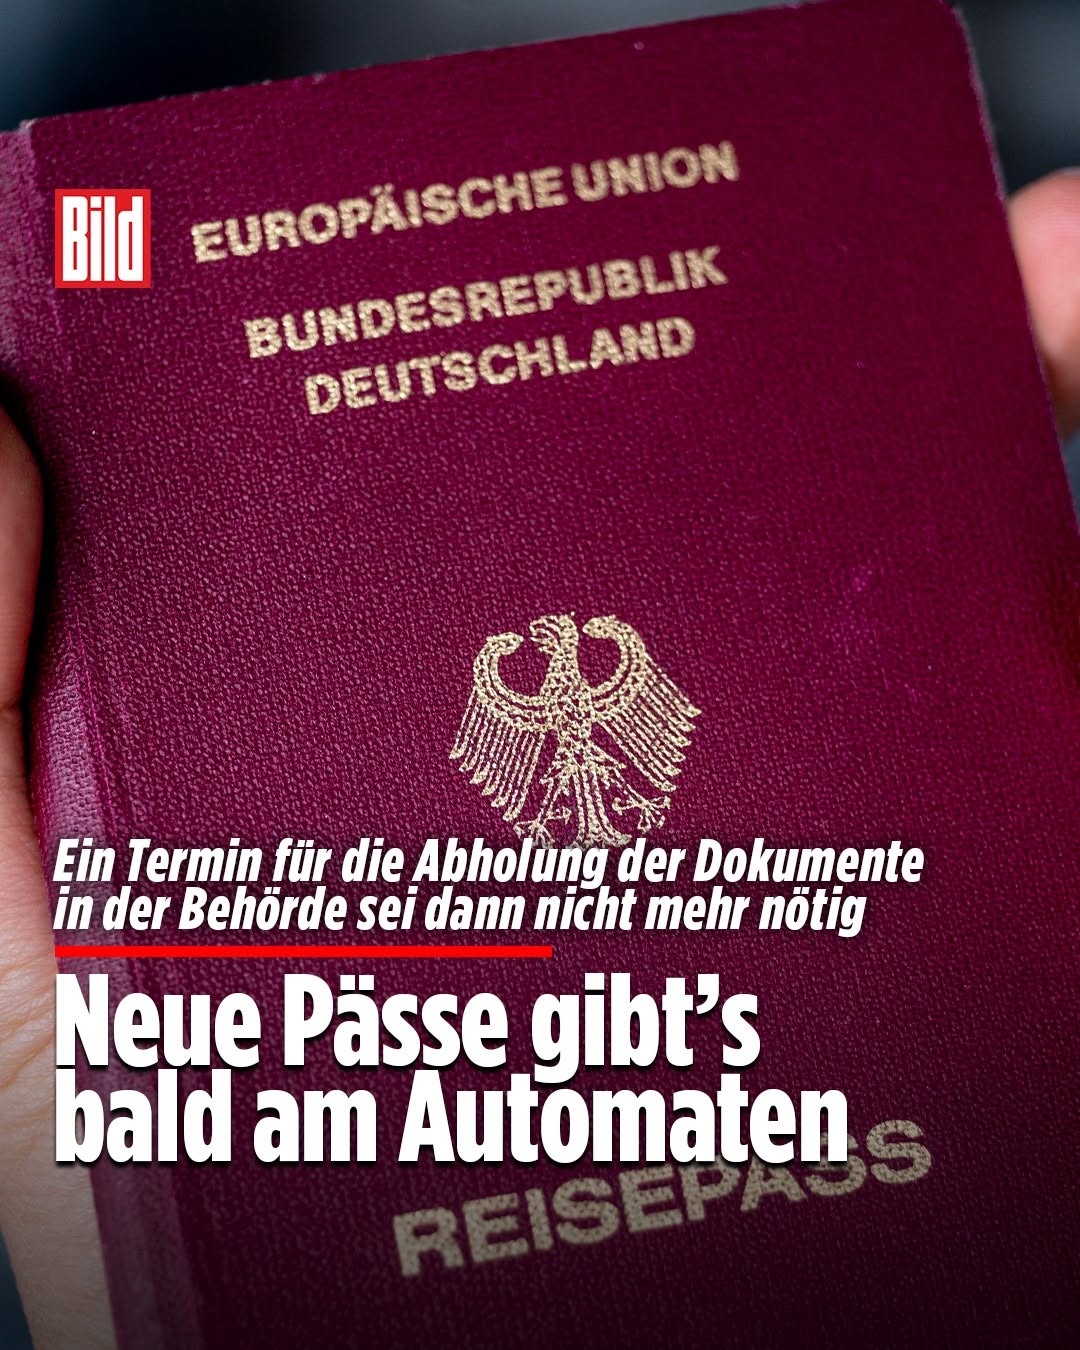 Bild
EUROPÄISCHE UNION
BUNDESREPUBLIK
DEUTSCHLAND
Ein Termin für die Abholung der Dokumente
in der Behörde sei dann nicht mehr nötig
Neue Pässe gibt’s
bald am Automaten
REISEPASS